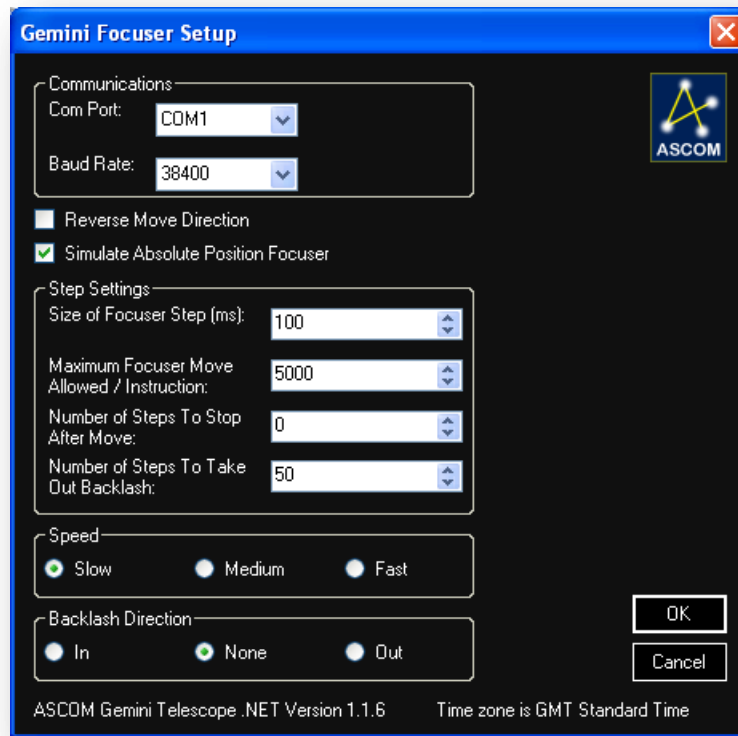 Gemini Focuser Setup
Communications
Com Port:
COM1
ASCOM
Baud Rate:
38400
Reverse Move Direction
Simulate Absolute Position Focuser
Step Settings
Size of Focuser Step (ms):
100
Maximum Focuser Move
Allowed / Instruction:
5000
Number of Steps To Stop
After Move:
0
Number of Steps To Take
Out Backlash:
50
Speed
Slow
Medium
Fast
Backlash Direction
In
None
Out
OK
Cancel
ASCOM Gemini Telescope .NET Version 1.1.6
Time zone is GMT Standard Time